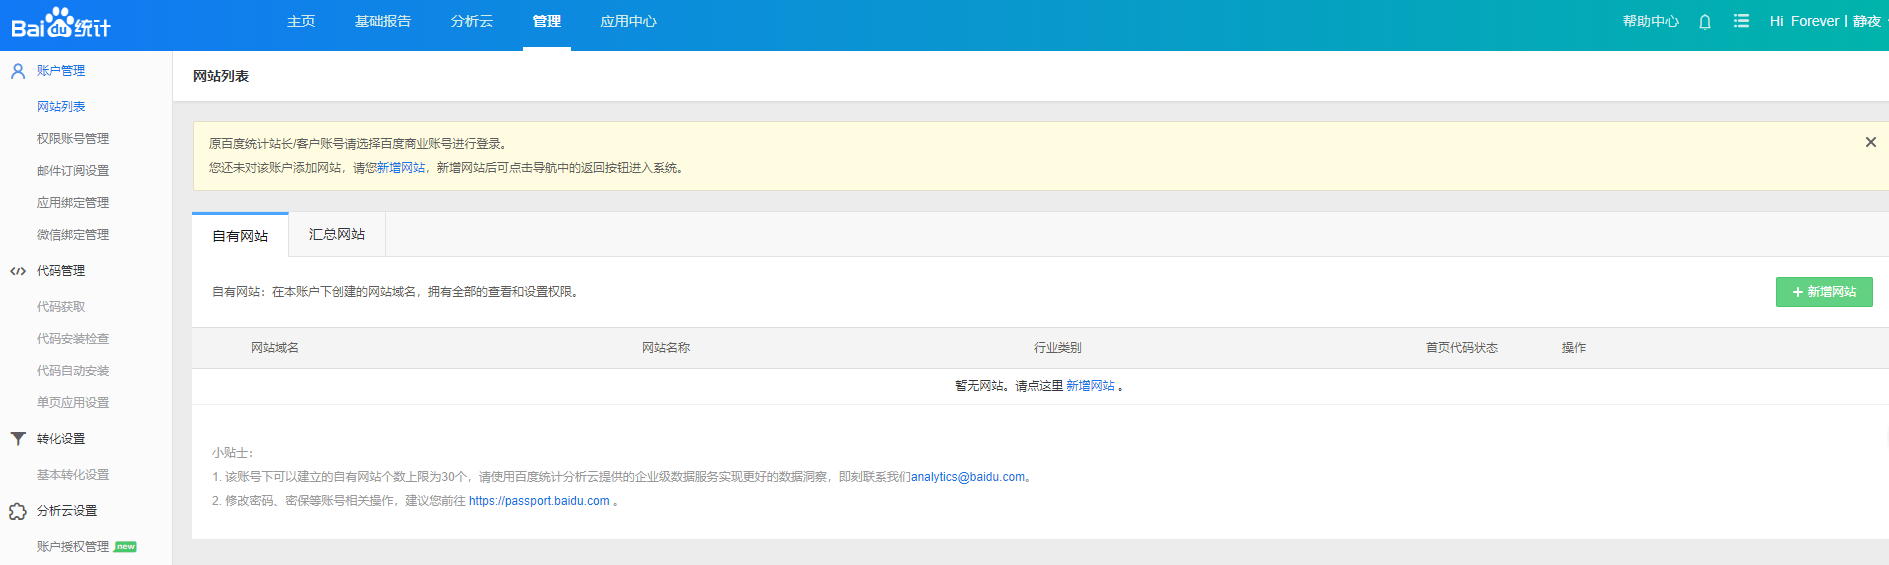 Baidu统计
主页 基础报告 分析云 管理 应用中心
帮助中心 Hi Forever丨静夜
账户管理
网站列表
权限账号管理
邮件订阅设置
应用绑定管理
微信绑定管理
代码管理
代码获取
代码安装检查
代码自动安装
单页应用设置
转化设置
基本转化设置
分析云设置
账户授权管理 new
网站列表
原百度统计站长/客户账号请选择百度商业账号进行登录。
您还未对该账户添加网站，请您新增网站，新增网站后可点击导航中的返回按钮进入系统。
自有网站 汇总网站
自有网站：在本账户下创建的网站域名，拥有全部的查看和设置权限。
+ 新增网站
网站域名 网站名称 行业类别 首页代码状态 操作
暂无网站。请点这里 新增网站 。
小贴士：
1. 该账号下可以建立的自有网站个数上限为30个，请使用百度统计分析云提供的企业级数据服务实现更好的数据洞察，即刻联系我们analytics@baidu.com。
2. 修改密码、密保等账号相关操作，建议您前往 https://passport.baidu.com 。